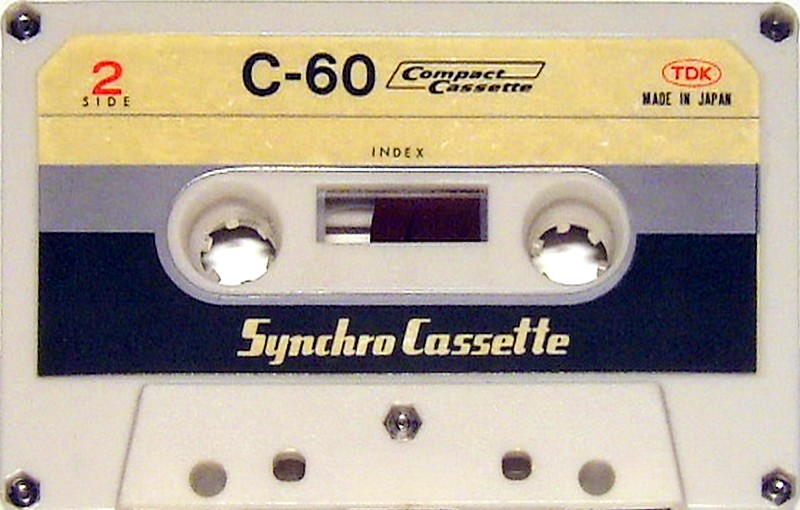 2
SIDE
C-60
Compact
Cassette
TDK
MADE IN JAPAN
INDEX
Synchro Cassette